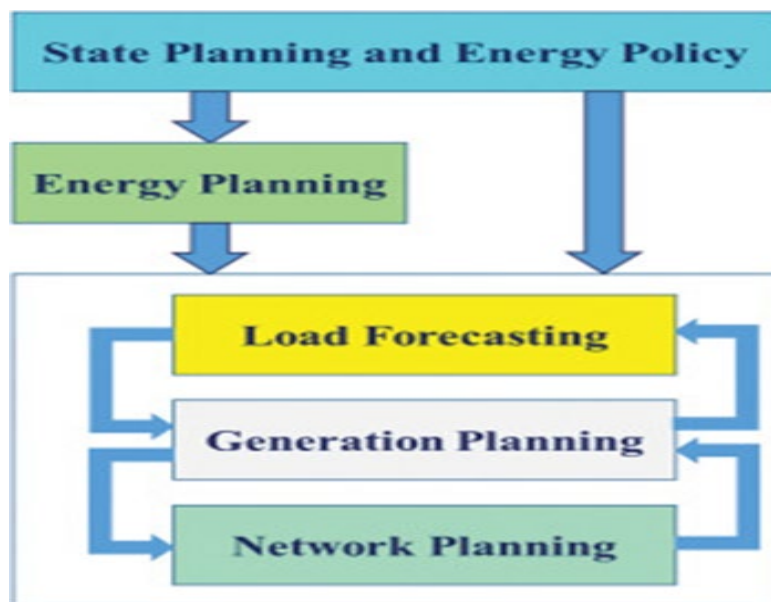 State Planning and Energy Policy
Energy Planning
Load Forecasting
Generation Planning
Network Planning